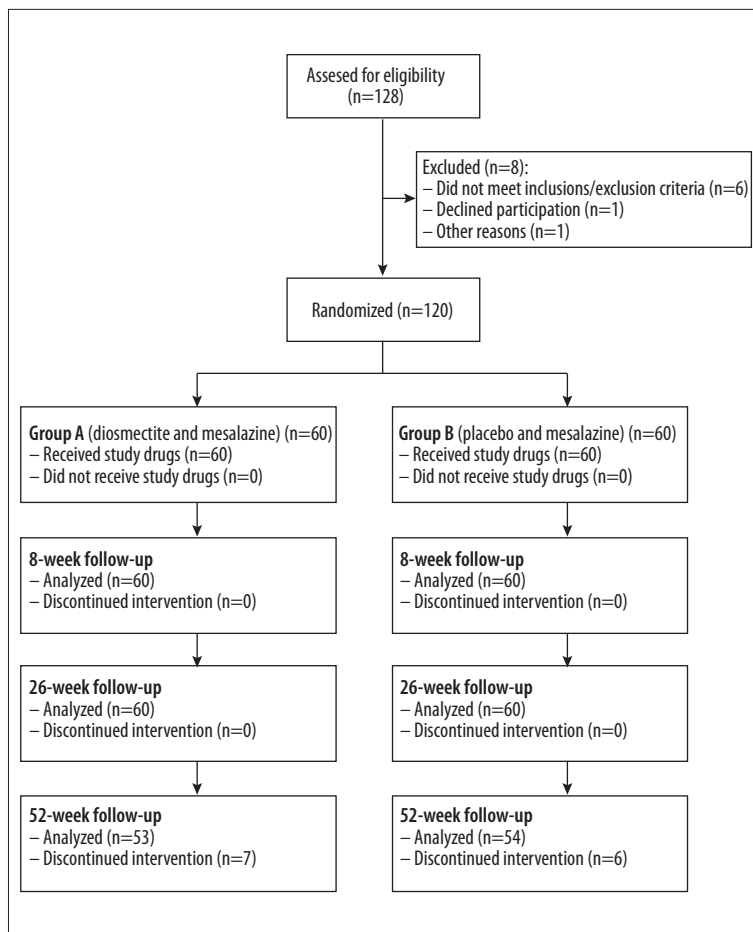 Assesed for eligibility
(n=128)
Excluded (n=8):
– Did not meet inclusions/exclusion criteria (n=6)
– Declined participation (n=1)
– Other reasons (n=1)
Randomized (n=120)
Group A (diosmectite and mesalazine) (n=60)
– Received study drugs (n=60)
– Did not receive study drugs (n=0)
Group B (placebo and mesalazine) (n=60)
– Received study drugs (n=60)
– Did not receive study drugs (n=0)
8-week follow-up
– Analyzed (n=60)
– Discontinued intervention (n=0)
8-week follow-up
– Analyzed (n=60)
– Discontinued intervention (n=0)
26-week follow-up
– Analyzed (n=60)
– Discontinued intervention (n=0)
26-week follow-up
– Analyzed (n=60)
– Discontinued intervention (n=0)
52-week follow-up
– Analyzed (n=53)
– Discontinued intervention (n=7)
52-week follow-up
– Analyzed (n=54)
– Discontinued intervention (n=6)